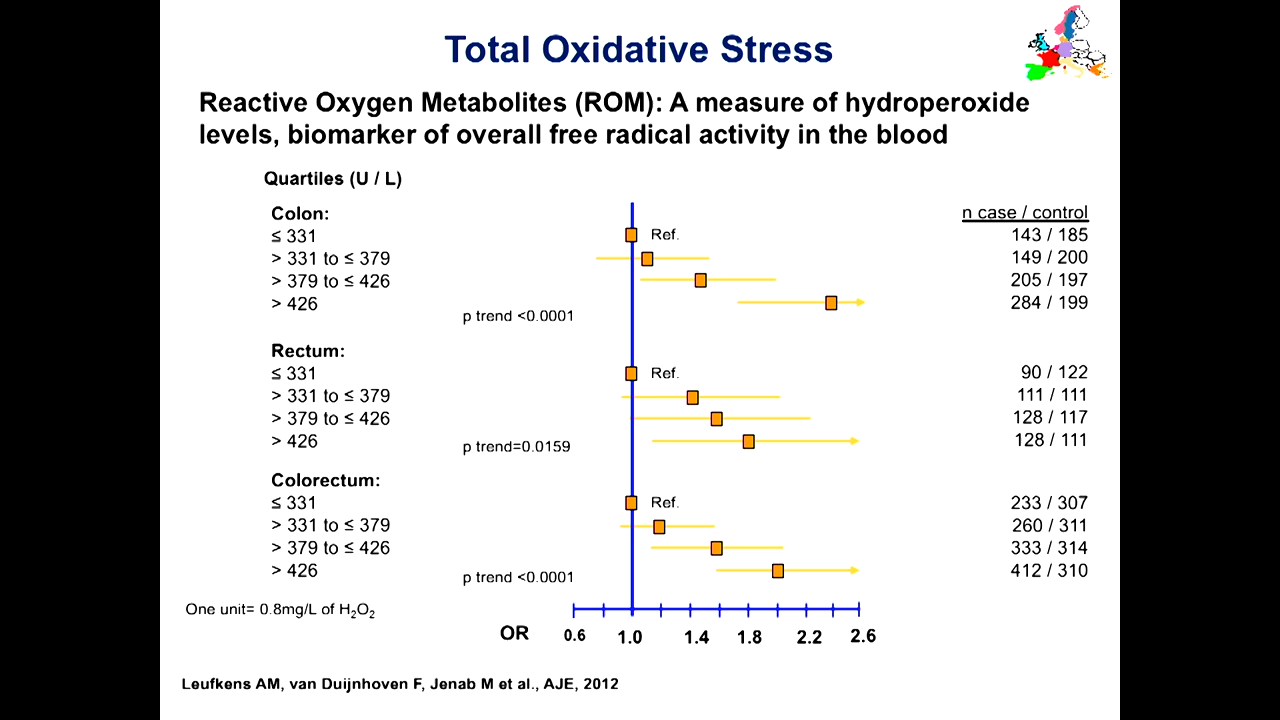 Total Oxidative Stress
Reactive Oxygen Metabolites (ROM): A measure of hydroperoxide
levels, biomarker of overall free radical activity in the blood
Quartiles (U / L)
Colon: n case / control
≤ 331 Ref. 143 / 185
> 331 to ≤ 379 149 / 200
> 379 to ≤ 426 205 / 197
> 426 284 / 199
p trend <0.0001
Rectum:
≤ 331 Ref. 90 / 122
> 331 to ≤ 379 111 / 111
> 379 to ≤ 426 128 / 117
> 426 128 / 111
p trend=0.0159
Colorectum:
≤ 331 Ref. 233 / 307
> 331 to ≤ 379 260 / 311
> 379 to ≤ 426 333 / 314
> 426 412 / 310
p trend <0.0001
One unit= 0.8mg/L of H₂O₂
OR 0.6 1.0 1.4 1.8 2.2 2.6
Leufkens AM, van Duijnhoven F, Jenab M et al., AJE, 2012